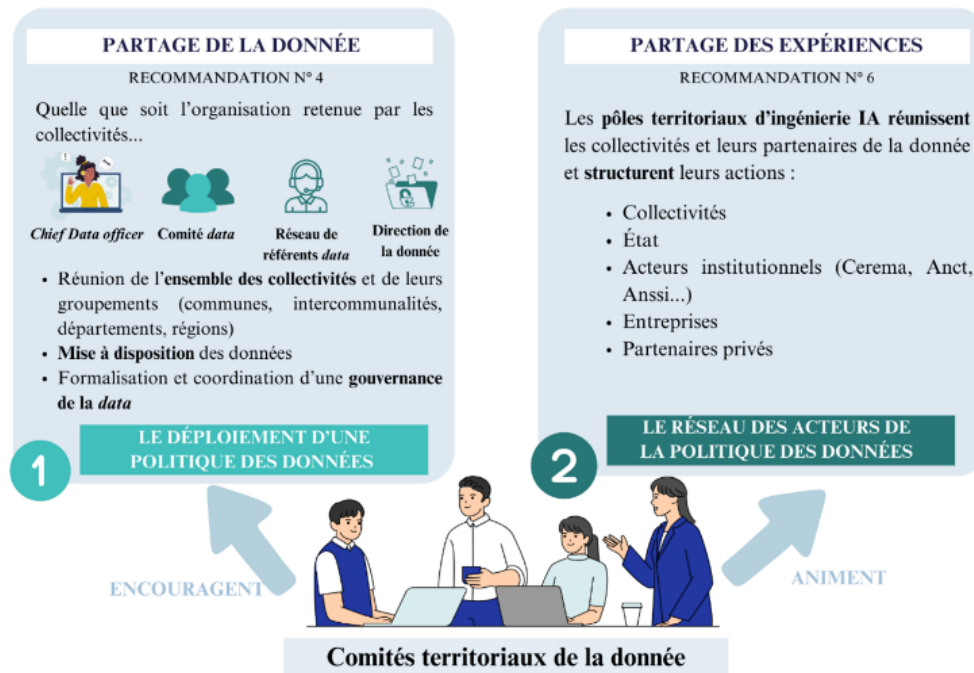 PARTAGE DE LA DONNÉE
RECOMMANDATION N° 4
Quelle que soit l'organisation retenue par les
collectivités...
Chief Data officer
Comité data
Réseau de
référents data
Direction de
la donnée
• Réunion de l'ensemble des collectivités et de leurs
groupements (communes, intercommunalités,
départements, régions)
• Mise à disposition des données
• Formalisation et coordination d'une gouvernance
de la data
1
LE DÉPLOIEMENT D'UNE
POLITIQUE DES DONNÉES
PARTAGE DES EXPÉRIENCES
RECOMMANDATION N° 6
Les pôles territoriaux d'ingénierie IA réunissent
les collectivités et leurs partenaires de la donnée
et structurent leurs actions :
• Collectivités
• État
• Acteurs institutionnels (Cerema, Anct,
Anssi...)
• Entreprises
• Partenaires privés
2
LE RÉSEAU DES ACTEURS DE
LA POLITIQUE DES DONNÉES
ENCOURAGENT
ANIMENT
Comités territoriaux de la donnée